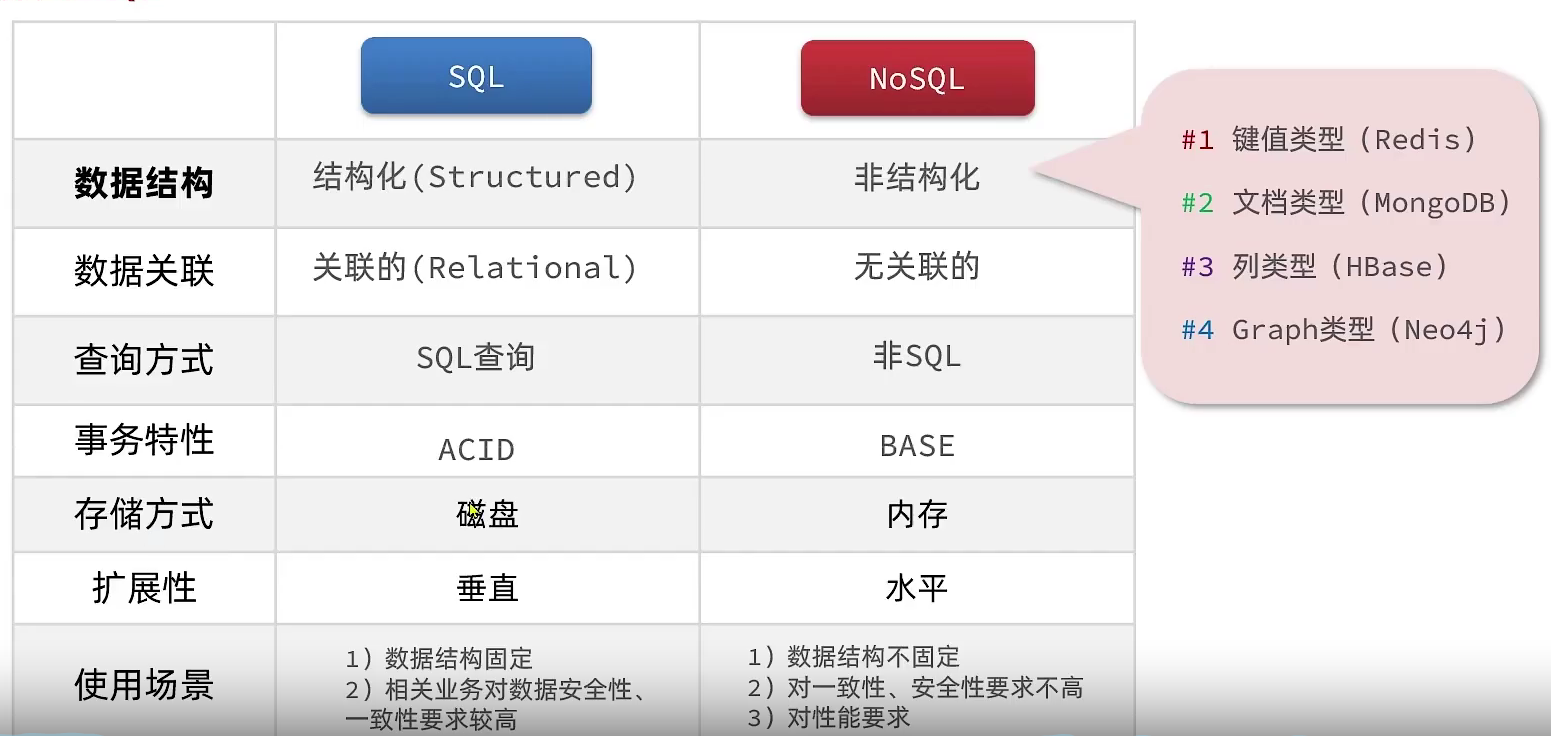 SQL
NoSQL
数据结构
结构化(Structured)
非结构化
数据关联
关联的(Relational)
无关联的
查询方式
SQL查询
非SQL
事务特性
ACID
BASE
存储方式
磁盘
内存
扩展性
垂直
水平
使用场景
1）数据结构固定
2）相关业务对数据安全性、
一致性要求较高
1）数据结构不固定
2）对一致性、安全性要求不高
3）对性能要求
#1 键值类型（Redis）
#2 文档类型（MongoDB）
#3 列类型（HBase）
#4 Graph类型（Neo4j）